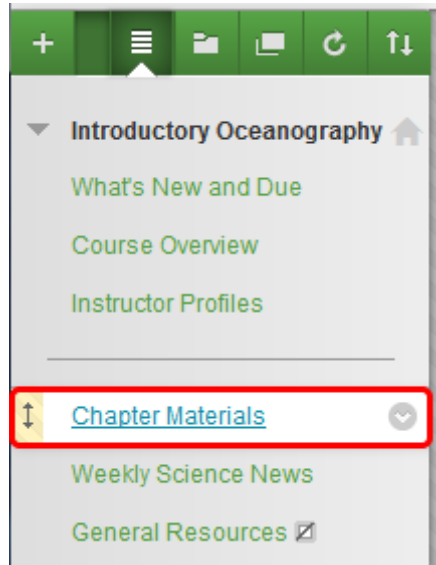 Introductory Oceanography
What's New and Due
Course Overview
Instructor Profiles
Chapter Materials
Weekly Science News
General Resources